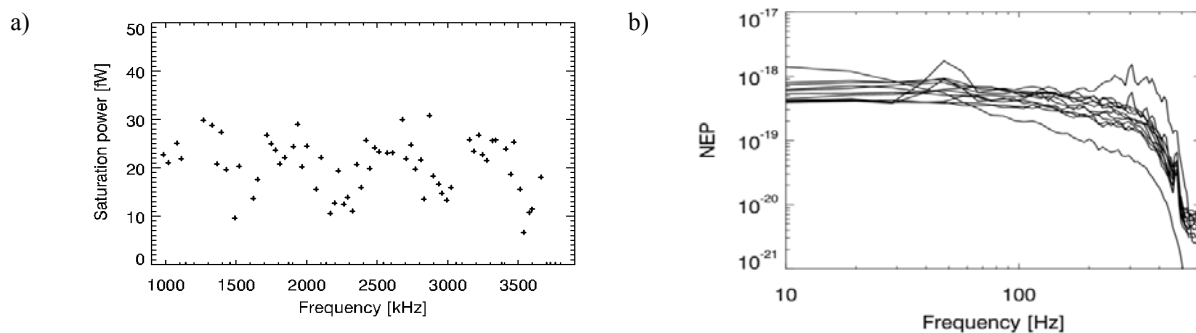 a)
Saturation power [fW]
50
40
30
20
10
0
1000 1500 2000 2500 3000 3500
Frequency [kHz]
b)
NEP
10-17
10-18
10-19
10-20
10-21
10 100
Frequency [Hz]